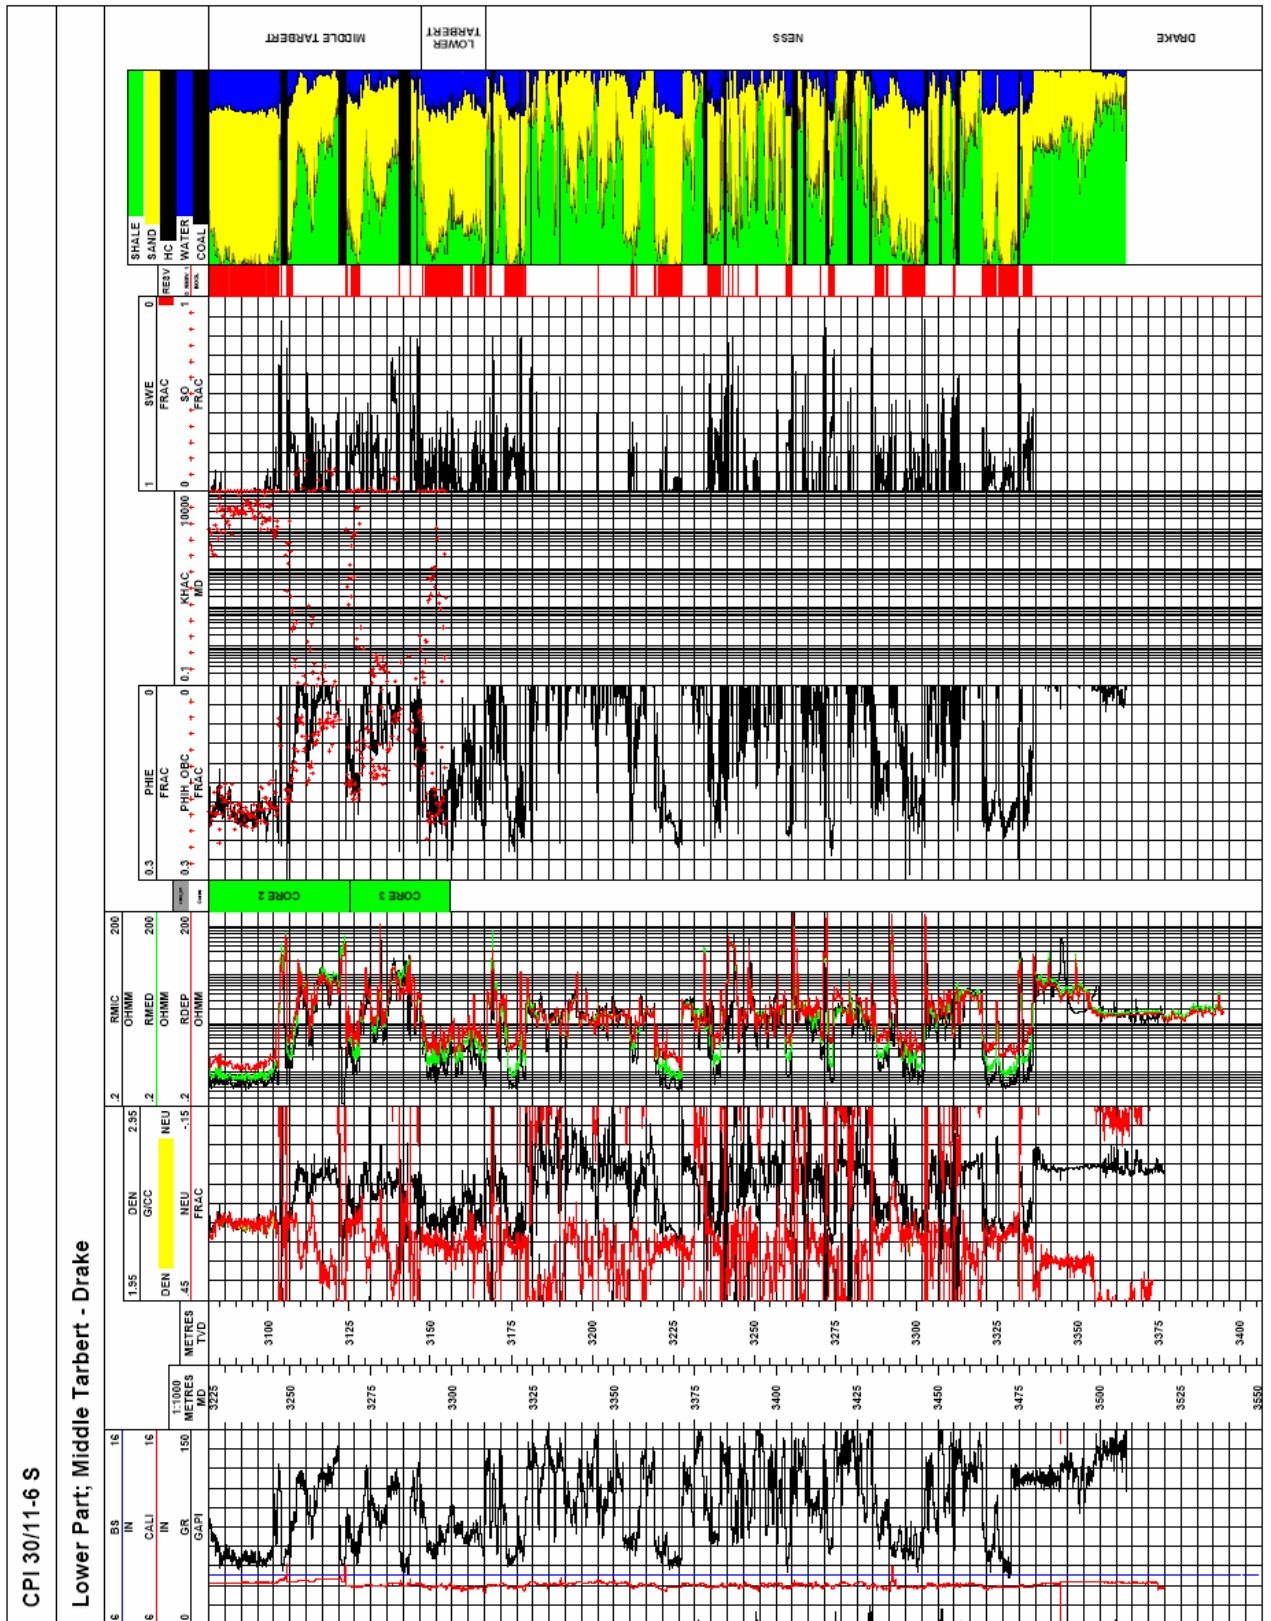 CPI 30/11-6 S
Lower Part; Middle Tarbert - Drake
6 BS 16
IN
6 CALI 16
IN
0 GR 150
GAPI
1:1000
METRES
MD
3225
3250
3275
3300
3325
3350
3375
3400
3425
3450
3475
3500
3525
3550
METRES
TVD
3100
3125
3150
3175
3200
3225
3250
3275
3300
3325
3350
3375
3400
1.95 DEN 2.95
G/CC
DEN NEU
.45 NEU -.15
FRAC
.2 RMIC 200
OHMM
.2 RMED 200
OHMM
.2 RDEP 200
OHMM
CORE 2
CORE 3
0.3 PHIE 0
FRAC
0.3 PHIH_OBC 0
FRAC
0.1 KHAC 10000
MD
1 SWE 0
FRAC
0 SO 1
FRAC
RESV
SHALE
SAND
HC
WATER
COAL
MIDDLE TARBERT
LOWER
TARBERT
NESS
DRAKE